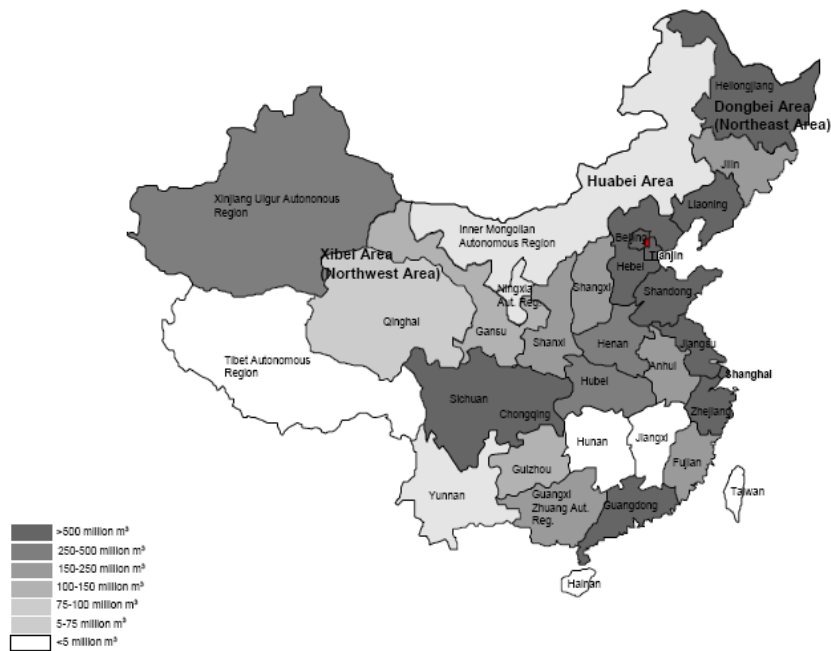 Heilongjiang
Dongbei Area
(Northeast Area)
Jilin
Liaoning
Huabei Area
Xinjiang Uigur Autonomous
Region
Inner Mongolian
Autonomous Region
Beijing
Tianjin
Hebei
Xibei Area
(Northwest Area)
Ningxia
Aut. Reg.
Shangxi
Shandong
Qinghai
Gansu
Shanxi
Henan
Jiangsu
Tibet Autonomous
Region
Anhui
Shanghai
Hubei
Sichuan
Chongqing
Zhejiang
Hunan
Jiangxi
Guizhou
Fujian
Yunnan
Guangxi
Zhuang Aut.
Reg.
Guangdong
Taiwan
Hainan
>500 million m³
250-500 million m³
150-250 million m³
100-150 million m³
75-100 million m³
5-75 million m³
<5 million m³